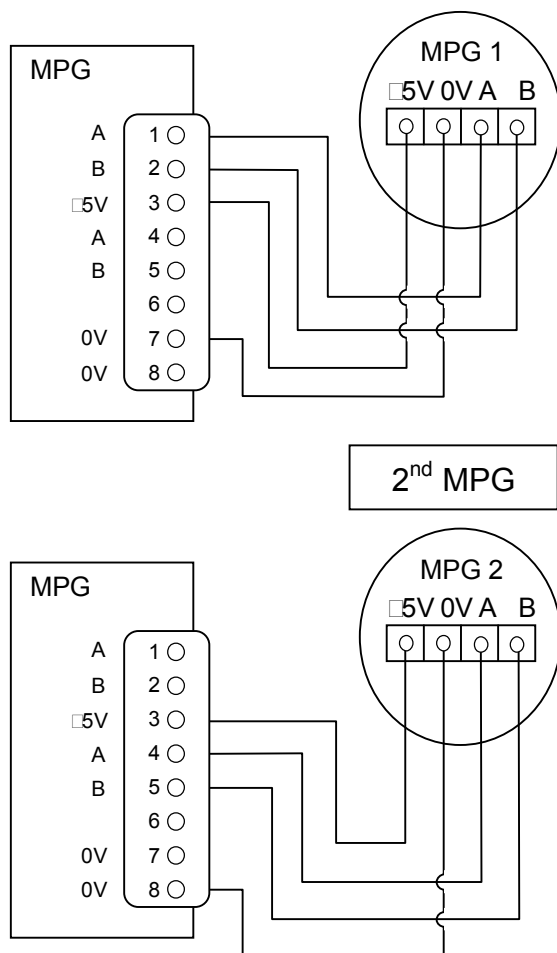 MPG
A 1
B 2
□5V 3
A 4
B 5
6
0V 7
0V 8
MPG 1
□5V 0V A B
2nd MPG
MPG
A 1
B 2
□5V 3
A 4
B 5
6
0V 7
0V 8
MPG 2
□5V 0V A B